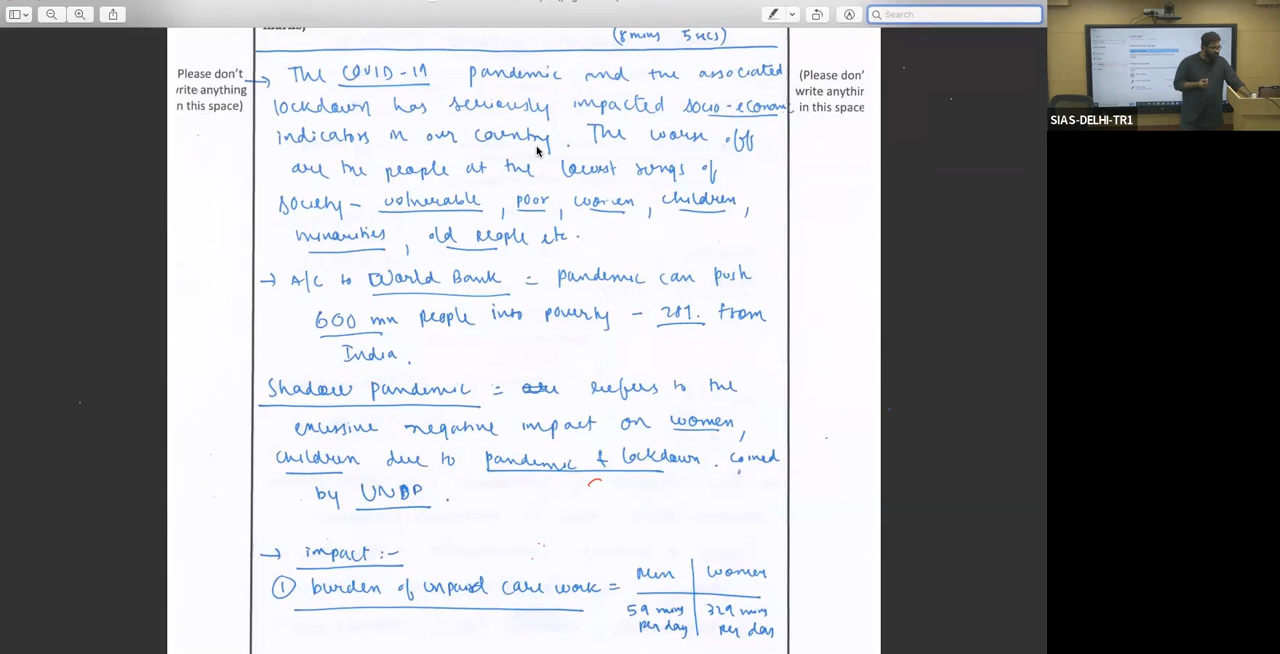 Search
(8 mins 5 secs)
Please don't
write anything
n this space)
(Please don'
write anythir
in this space
SIAS-DELHI-TR1
→ The COVID-19 pandemic and the associated
lockdown has seriously impacted socio-econom
indicators in our country. The worse off
are the people at the lowest rungs of
society - vulnerable, poor, women, children,
minorities, old people etc.
→ A/C to World Bank = pandemic can push
600 mn people into poverty - 28%. from
India.
Shadow pandemic = refers to the
excessive negative impact on women,
children due to pandemic & lockdown. Coined
by UNDP.
→ impact :-
① burden of unpaid care work =
Men | Women
59 mins per day | 329 mins per day